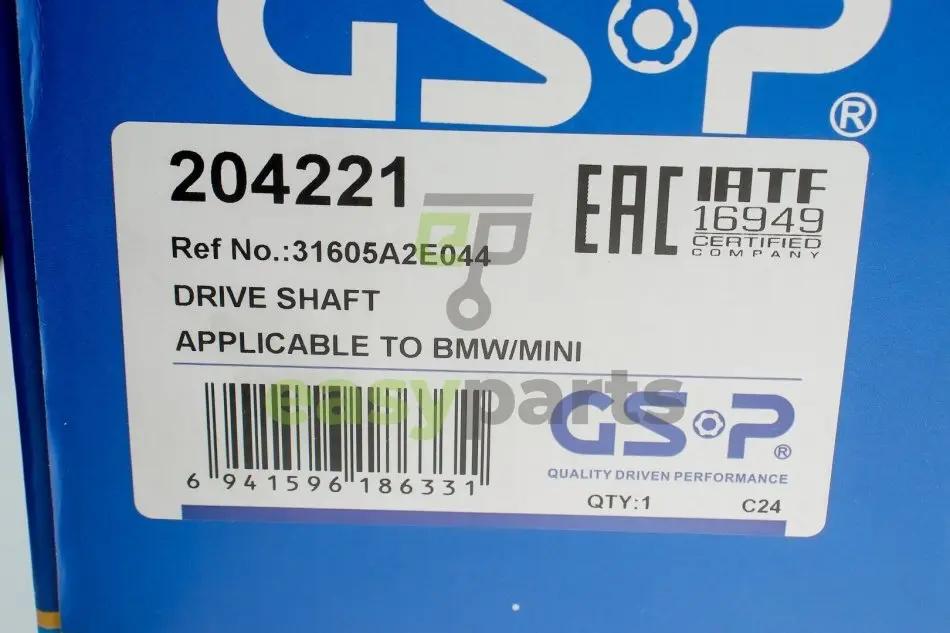 GSP®
204221
EAC
IATF
16949
CERTIFIED
COMPANY
Ref No.:31605A2E044
DRIVE SHAFT
APPLICABLE TO BMW/MINI
ep
easyparts
6 941596 186331
GSP®
QUALITY DRIVEN PERFORMANCE
QTY:1
C24